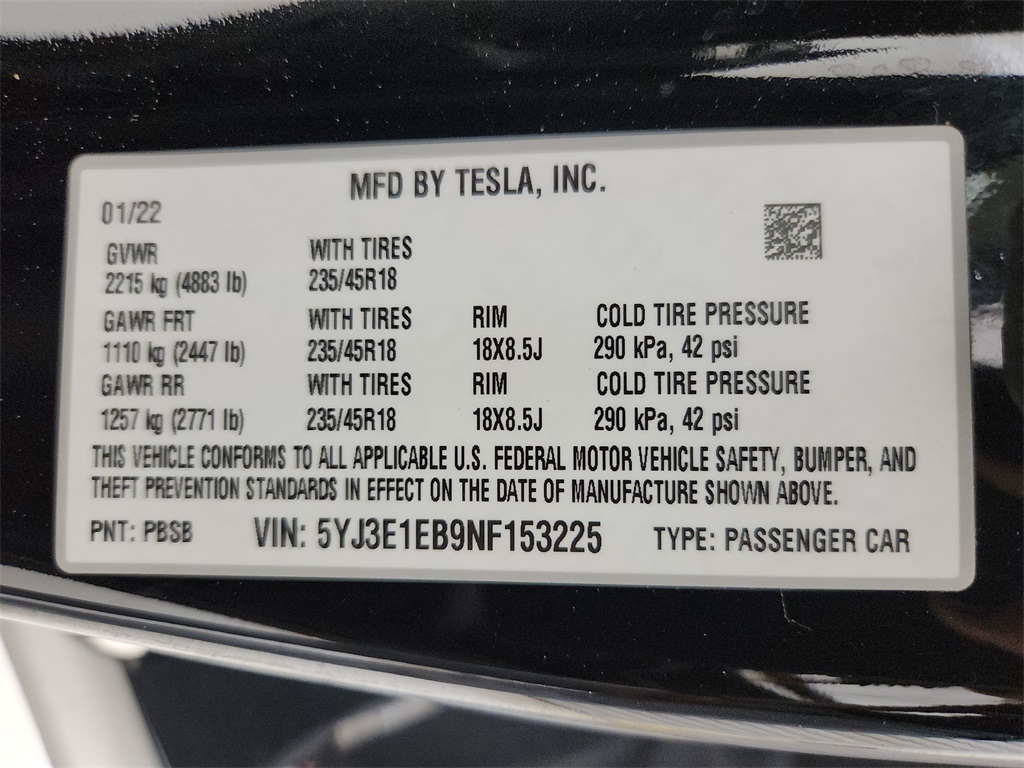 MFD BY TESLA, INC.
01/22
GVWR WITH TIRES
2215 kg (4883 lb) 235/45R18
GAWR FRT WITH TIRES RIM COLD TIRE PRESSURE
1110 kg (2447 lb) 235/45R18 18X8.5J 290 kPa, 42 psi
GAWR RR WITH TIRES RIM COLD TIRE PRESSURE
1257 kg (2771 lb) 235/45R18 18X8.5J 290 kPa, 42 psi
THIS VEHICLE CONFORMS TO ALL APPLICABLE U.S. FEDERAL MOTOR VEHICLE SAFETY, BUMPER, AND
THEFT PREVENTION STANDARDS IN EFFECT ON THE DATE OF MANUFACTURE SHOWN ABOVE.
PNT: PBSB VIN: 5YJ3E1EB9NF153225 TYPE: PASSENGER CAR